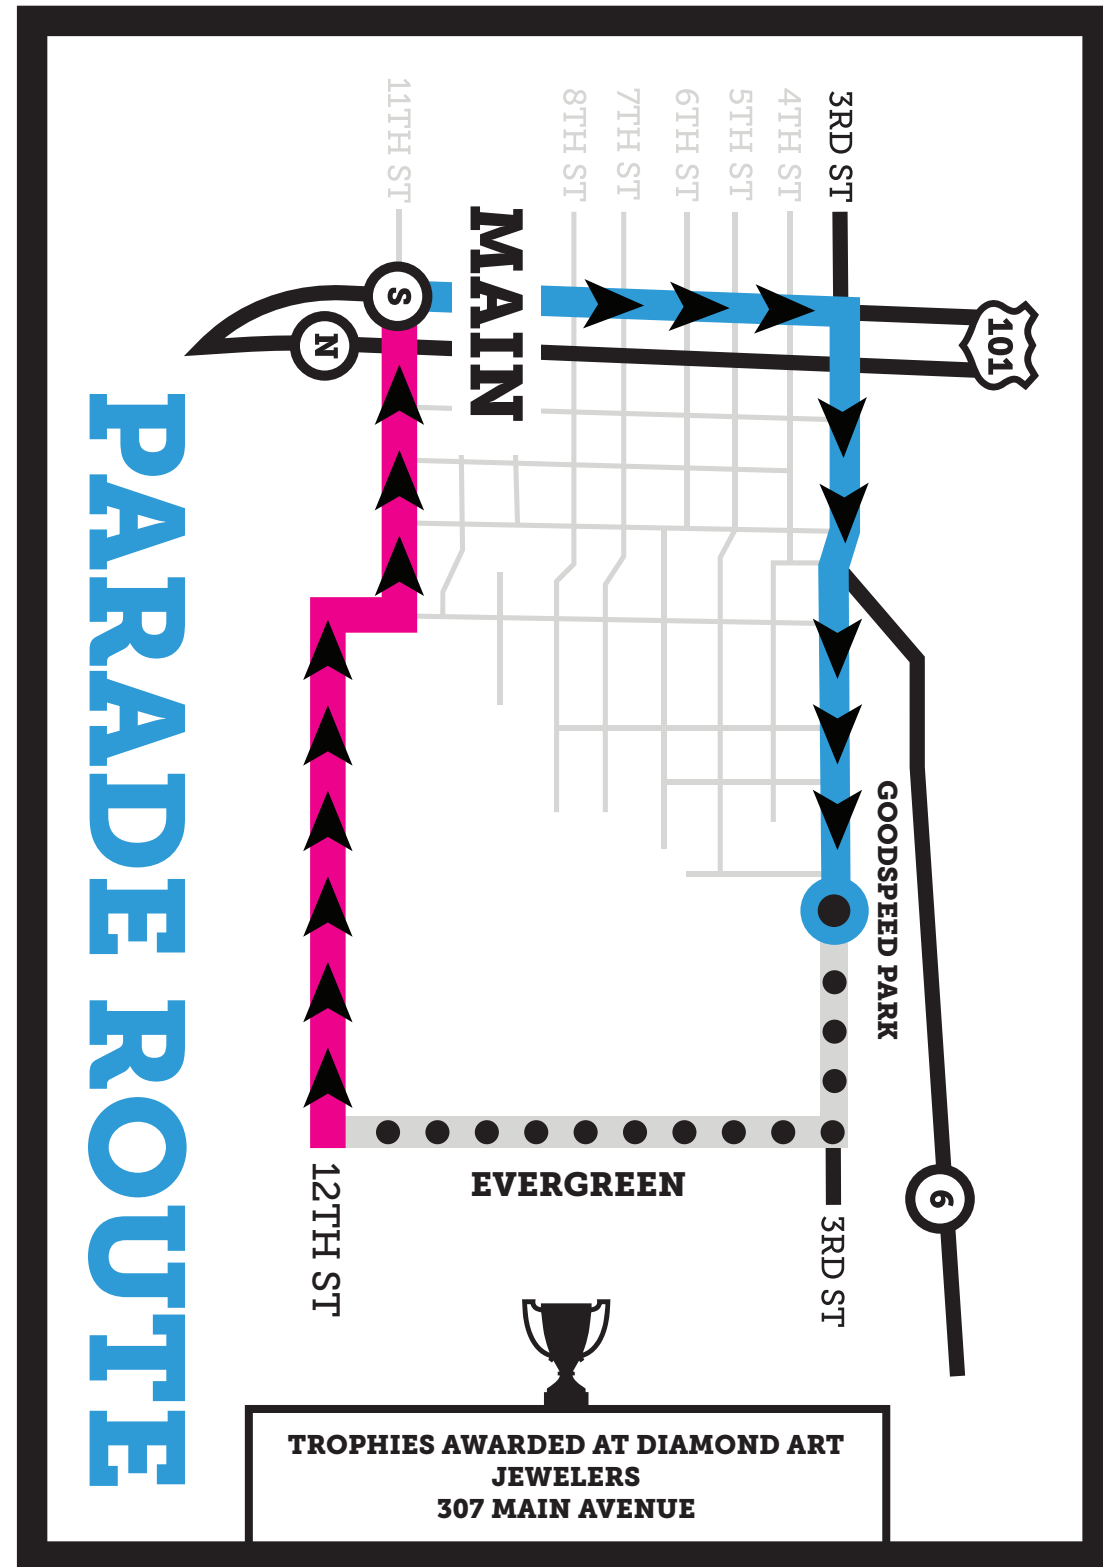 PARADE ROUTE
11TH ST
8TH ST
7TH ST
6TH ST
5TH ST
4TH ST
3RD ST
MAIN
S
N
101
GOODSPEED PARK
EVERGREEN
12TH ST
3RD ST
6
TROPHIES AWARDED AT DIAMOND ART
JEWELERS
307 MAIN AVENUE